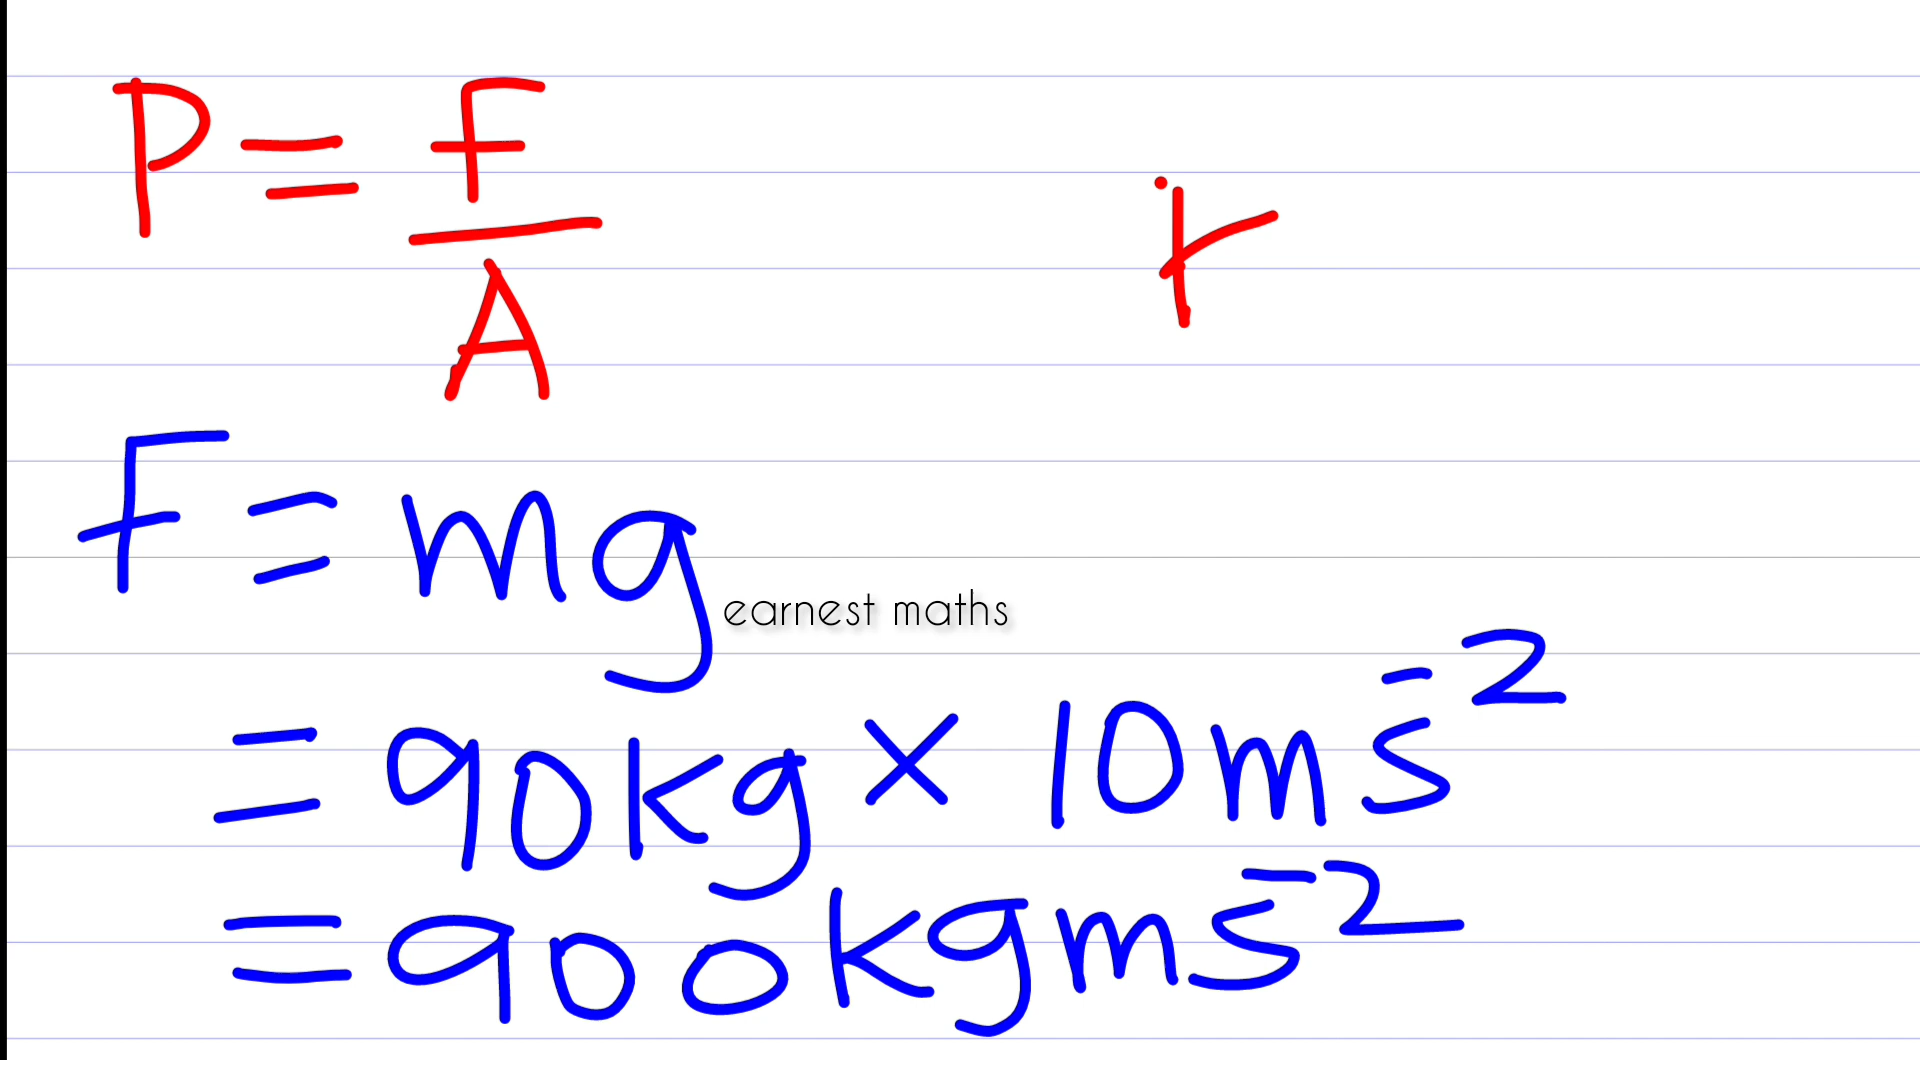 P = F/A
r
F = mg
earnest maths
= 90kg × 10ms⁻²
= 900kgms⁻²